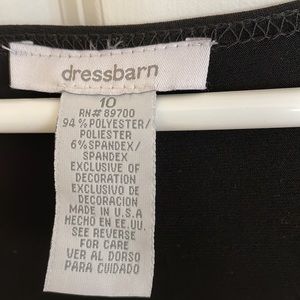 dressbarn
10
RN# 89700
94% POLYESTER/
POLIESTER
6% SPANDEX/
SPANDEX
EXCLUSIVE OF
DECORATION
EXCLUSIVO DE
DECORACION
MADE IN U.S.A
HECHO EN EE.UU.
SEE REVERSE
FOR CARE
VER AL DORSO
PARA CUIDADO